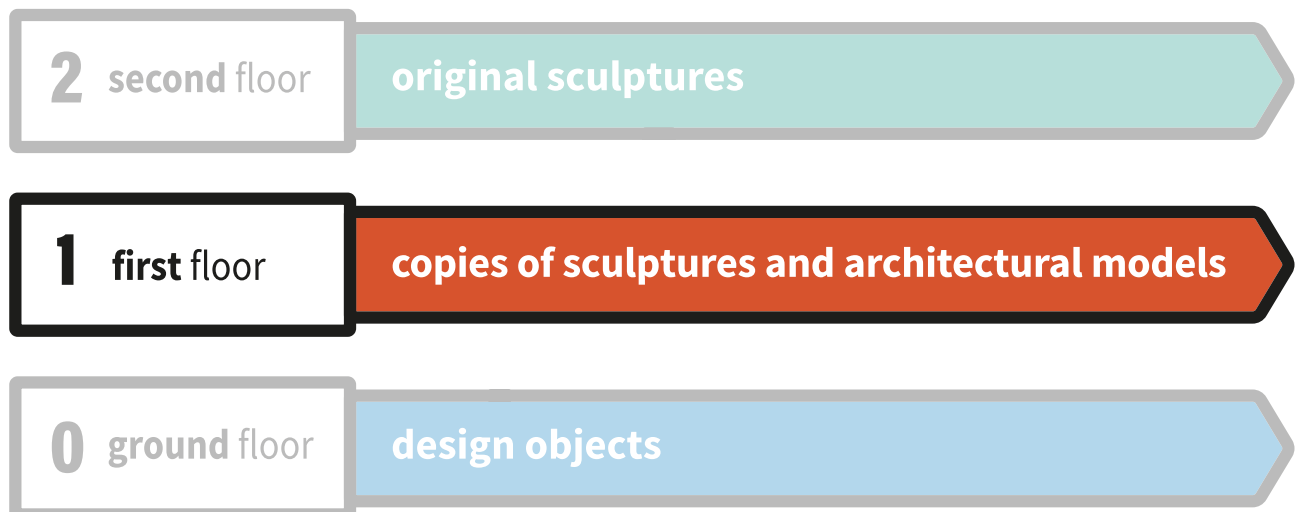 2 second floor original sculptures
1 first floor copies of sculptures and architectural models
0 ground floor design objects